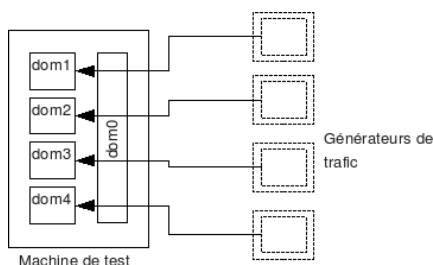 dom1
dom2
dom3
dom4
dom0
Générateurs de
trafic
Machine de test